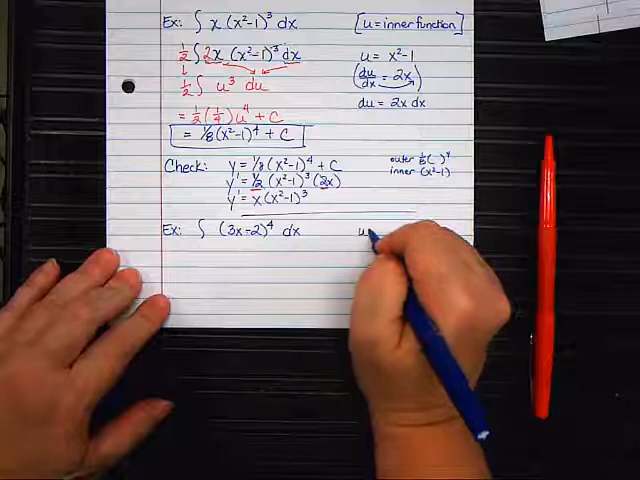 Ex: ∫ x (x²-1)³ dx [u = inner function]
½ ∫ 2x (x²-1)³ dx u = x²-1
(du/dx = 2x)
½ ∫ u³ du
du = 2x dx
= ½ (¼) u⁴ + C
= ⅛ (x²-1)⁴ + C
Check: y = ⅛ (x²-1)⁴ + C outer ⅛( )⁴
y' = ½ (x²-1)³ (2x) inner (x²-1)
y' = x (x²-1)³
Ex: ∫ (3x-2)⁴ dx u